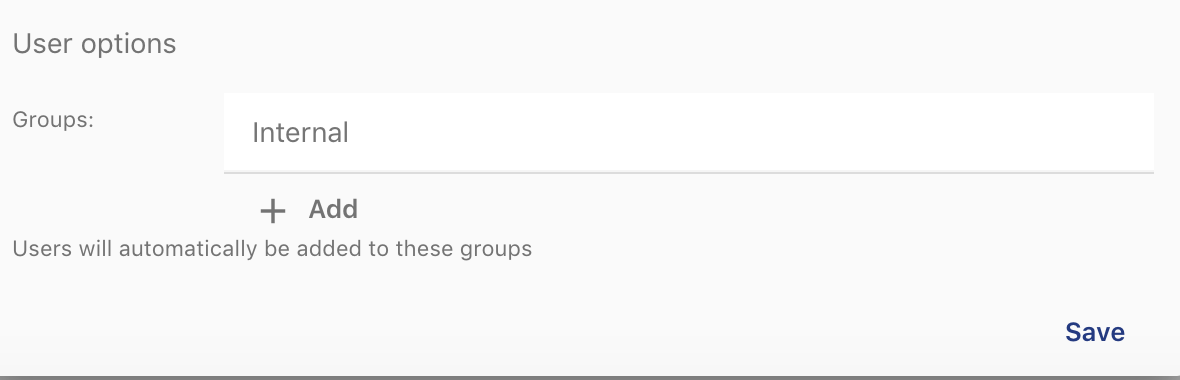 User options
Groups:
Internal
+ Add
Users will automatically be added to these groups
Save